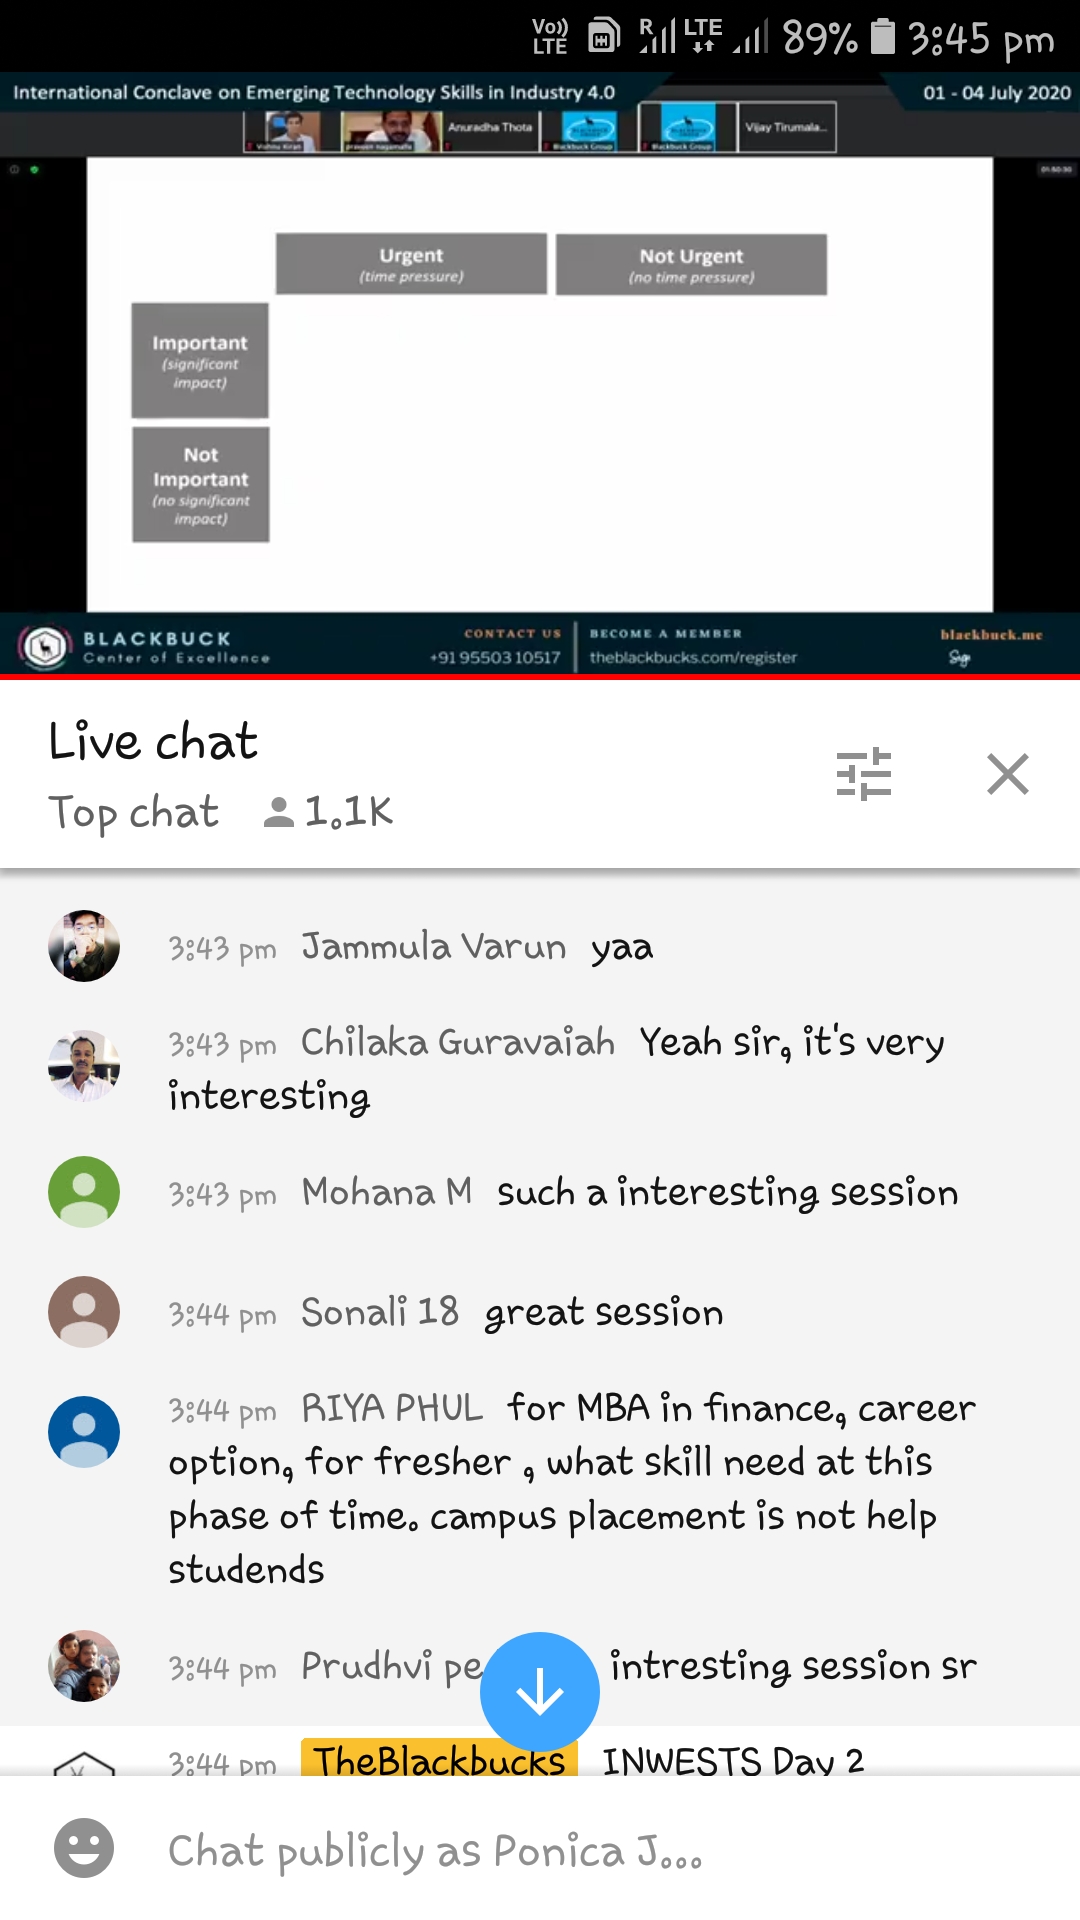 Vo)) LTE R LTE 89% 3:45 pm
International Conclave on Emerging Technology Skills in Industry 4.0 01 - 04 July 2020
Vishnu Kiran Anuradha Thota Blackbuck Group Blackbuck Group Vijay Tirumala...
Urgent
(time pressure)
Not Urgent
(no time pressure)
Important
(significant
impact)
Not
Important
(no significant
impact)
BLACKBUCK
Center of Excellence
CONTACT US
+91 95503 10517
BECOME A MEMBER
theblackbucks.com/register
blackbuck.me
Live chat
Top chat 1.1K
3:43 pm Jammula Varun yaa
3:43 pm Chilaka Guravaiah Yeah sir, it's very
interesting
3:43 pm Mohana M such a interesting session
3:44 pm Sonali 18 great session
3:44 pm RIYA PHUL for MBA in finance, career
option, for fresher , what skill need at this
phase of time. campus placement is not help
studends
3:44 pm Prudhvi intresting session sr
3:44 pm TheBlackbucks INWESTS Day 2
Chat publicly as Ponica J...